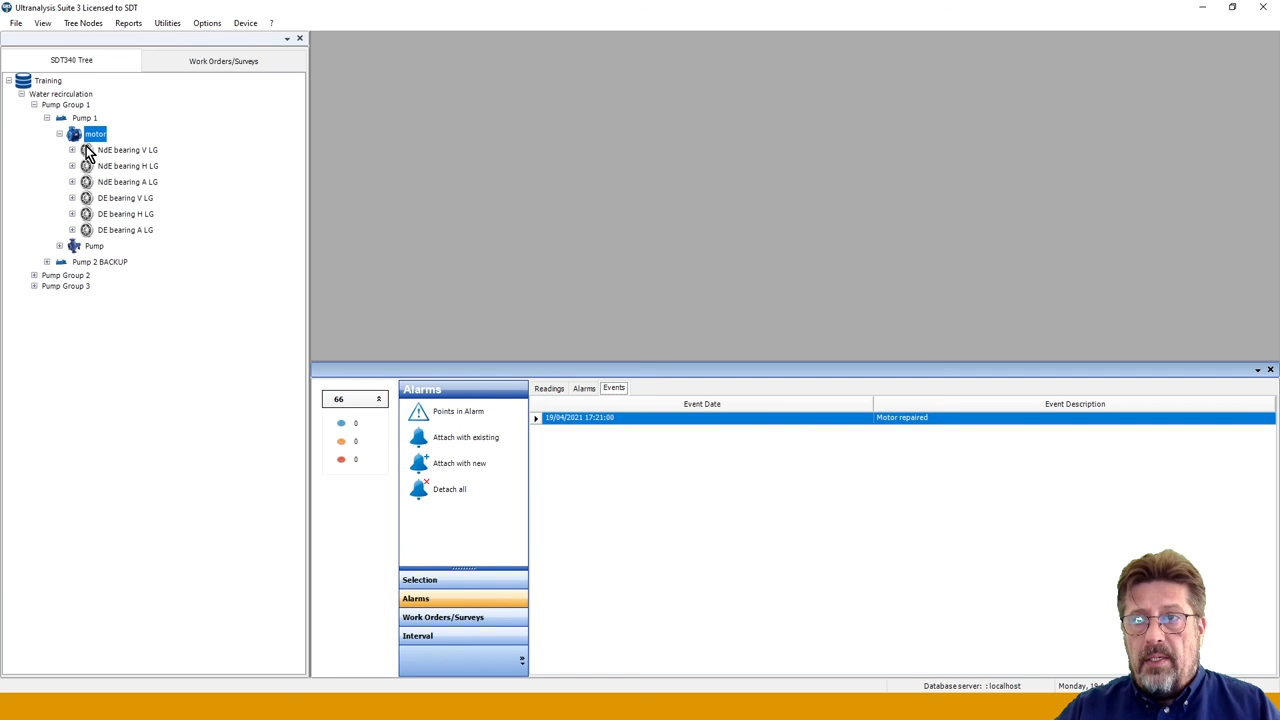 Ultranalysis Suite 3 Licensed to SDT
File View Tree Nodes Reports Utilities Options Device ?
SDT340 Tree Work Orders/Surveys
Training
Water recirculation
Pump Group 1
Pump 1
motor
NdE bearing V LG
NdE bearing H LG
NdE bearing A LG
DE bearing V LG
DE bearing H LG
DE bearing A LG
Pump
Pump 2 BACKUP
Pump Group 2
Pump Group 3
66
0
0
0
Alarms
Points in Alarm
Attach with existing
Attach with new
Detach all
Selection
Alarms
Work Orders/Surveys
Interval
Readings Alarms Events
Event Date Event Description
19/04/2021 17:21:00 Motor repaired
Database server: : localhost Monday,